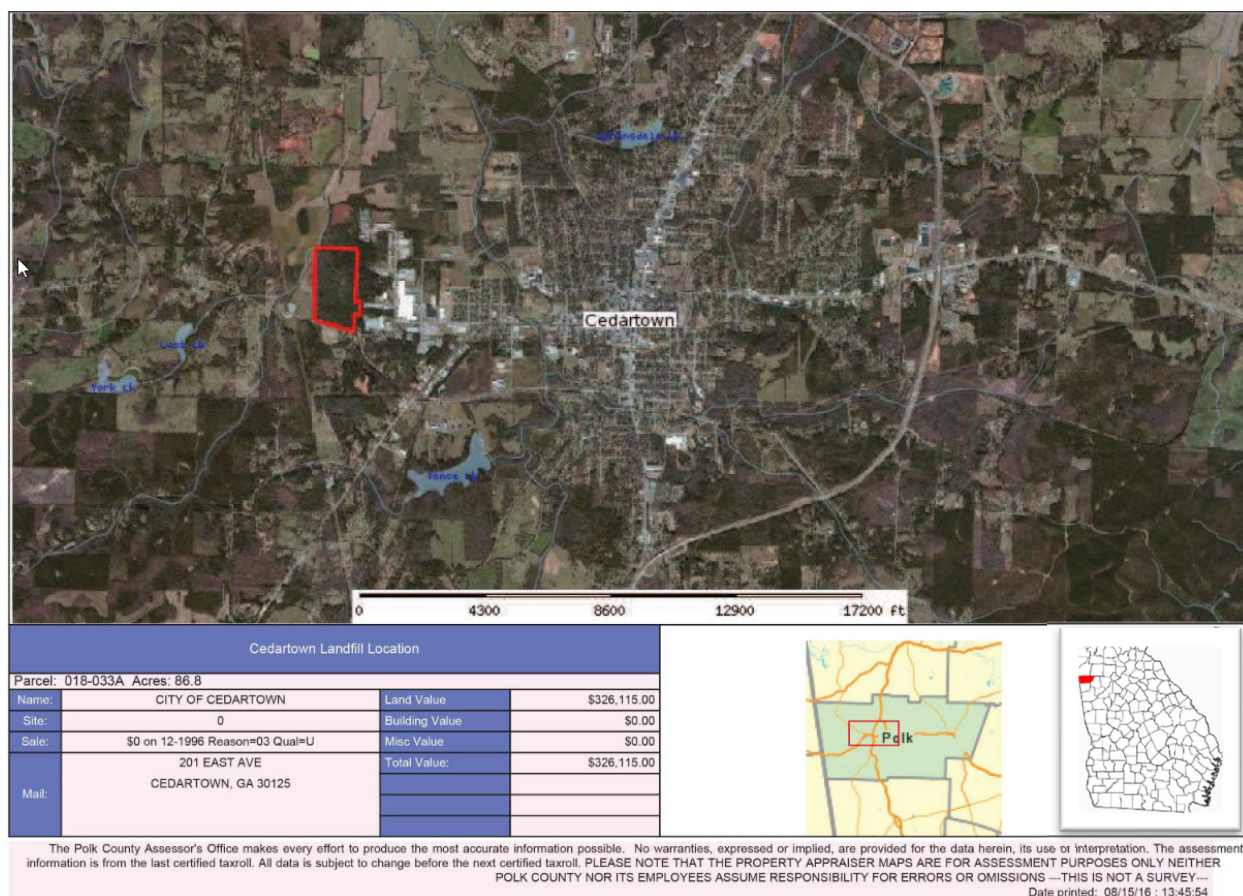 Springdale Lk
Cedartown
Lost Lk
York Lk
Vance Lk
0 4300 8600 12900 17200 ft
Cedartown Landfill Location
Parcel: 018-033A Acres: 86.8
Name: CITY OF CEDARTOWN Land Value $326,115.00
Site: 0 Building Value $0.00
Sale: $0 on 12-1996 Reason=03 Qual=U Misc Value $0.00
Mail: 201 EAST AVE Total Value: $326,115.00
CEDARTOWN, GA 30125
Polk
The Polk County Assessor's Office makes every effort to produce the most accurate information possible. No warranties, expressed or implied, are provided for the data herein, its use or interpretation. The assessment
information is from the last certified taxroll. All data is subject to change before the next certified taxroll. PLEASE NOTE THAT THE PROPERTY APPRAISER MAPS ARE FOR ASSESSMENT PURPOSES ONLY NEITHER
POLK COUNTY NOR ITS EMPLOYEES ASSUME RESPONSIBILITY FOR ERRORS OR OMISSIONS ---THIS IS NOT A SURVEY---
Date printed: 08/15/16 : 13:45:54